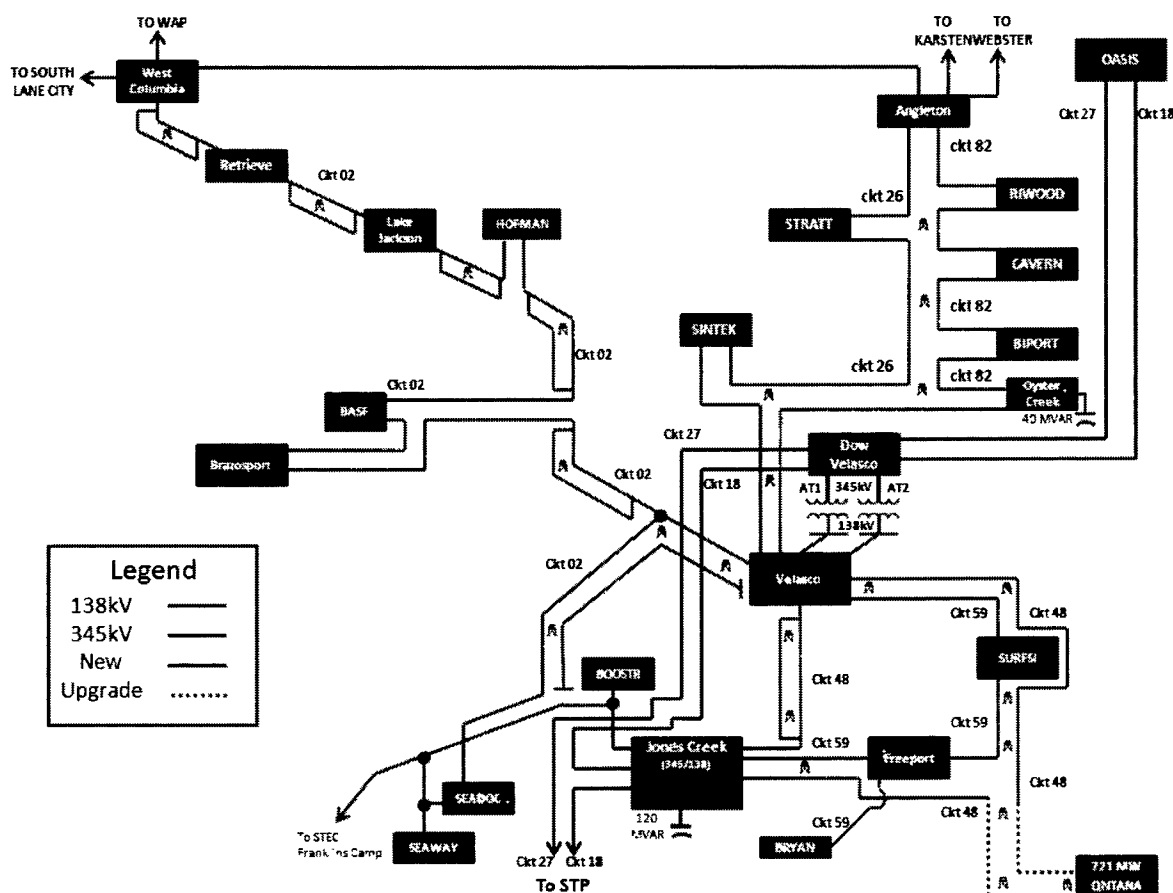 TO WAP
TO SOUTH
LANE CITY
West
Columbia
TO TO
KARSTENWEBSTER
OASIS
Angleton
Ckt 27
Ckt 18
ckt 82
Retrieve
Ckt 02
Lake
Jackson
HOFMAN
ckt 26
STRATT
RIWOOD
CAVERN
ckt 82
SINTEK
BIPORT
Ckt 02
ckt 26
ckt 82
Oyster
Creek
40 MVAR
Ckt 02
BASF
Brazosport
Ckt 27
Dow
Velasco
Ckt 02
Ckt 18
AT1 345kV AT2
138kV
Ckt 02
Velasco
Legend
138kV
345kV
New
Upgrade
Ckt 59
Ckt 48
SURFSI
BOOSTR
Ckt 48
Jones Creek
(345/138)
Ckt 59
Freeport
Ckt 59
Ckt 48
SEADOC
120
MVAR
Ckt 59
Ckt 48
To STEC
Franklins Camp
SEAWAY
BRYAN
Ckt 27 Ckt 18
To STP
721 MW
QNTANA